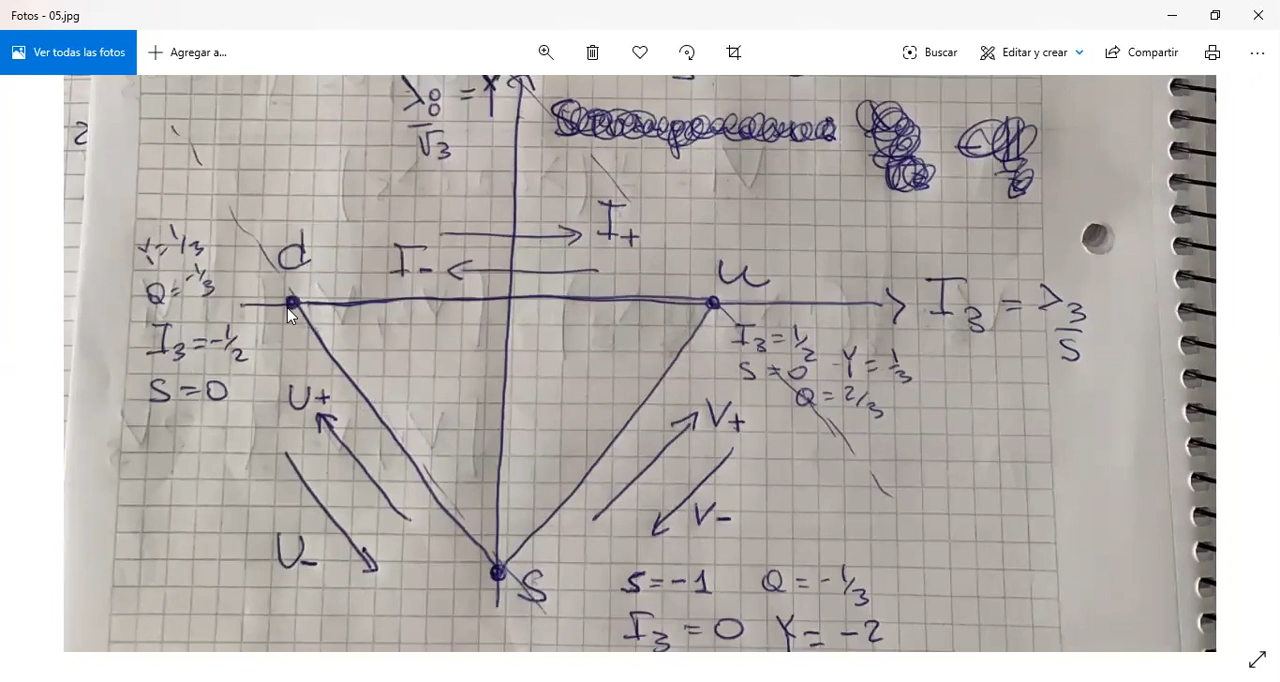 Fotos - 05.jpg
Ver todas las fotos
Agregar a...
Buscar
Editar y crear
Compartir
2
λ8 = Y
√3
I+
I-
d
u
Y=1/3
Q=-1/3
I3=-1/2
S=0
I3 = λ3
I3=1/2
S=0 Y=1/3
Q=2/3
U+
V+
U-
V-
S
S=-1 Q=-1/3
I3=0 Y=-2